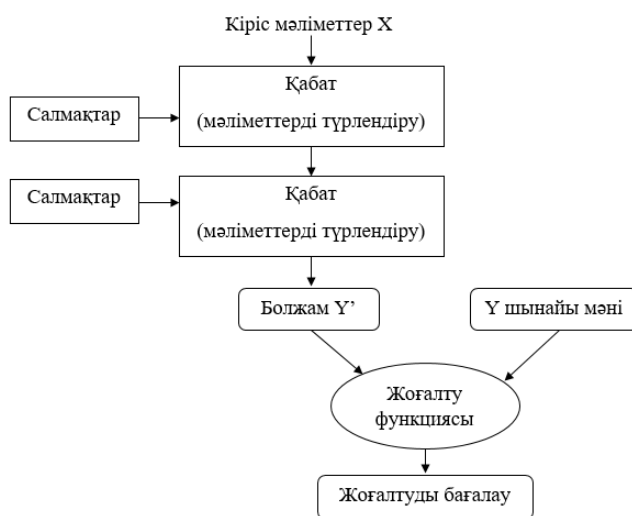 Кіріс мәліметтер X
Қабат
(мәліметтерді түрлендіру)
Салмақтар
Қабат
(мәліметтерді түрлендіру)
Салмақтар
Болжам Y’
Y шынайы мәні
Жоғалту
функциясы
Жоғалтуды бағалау